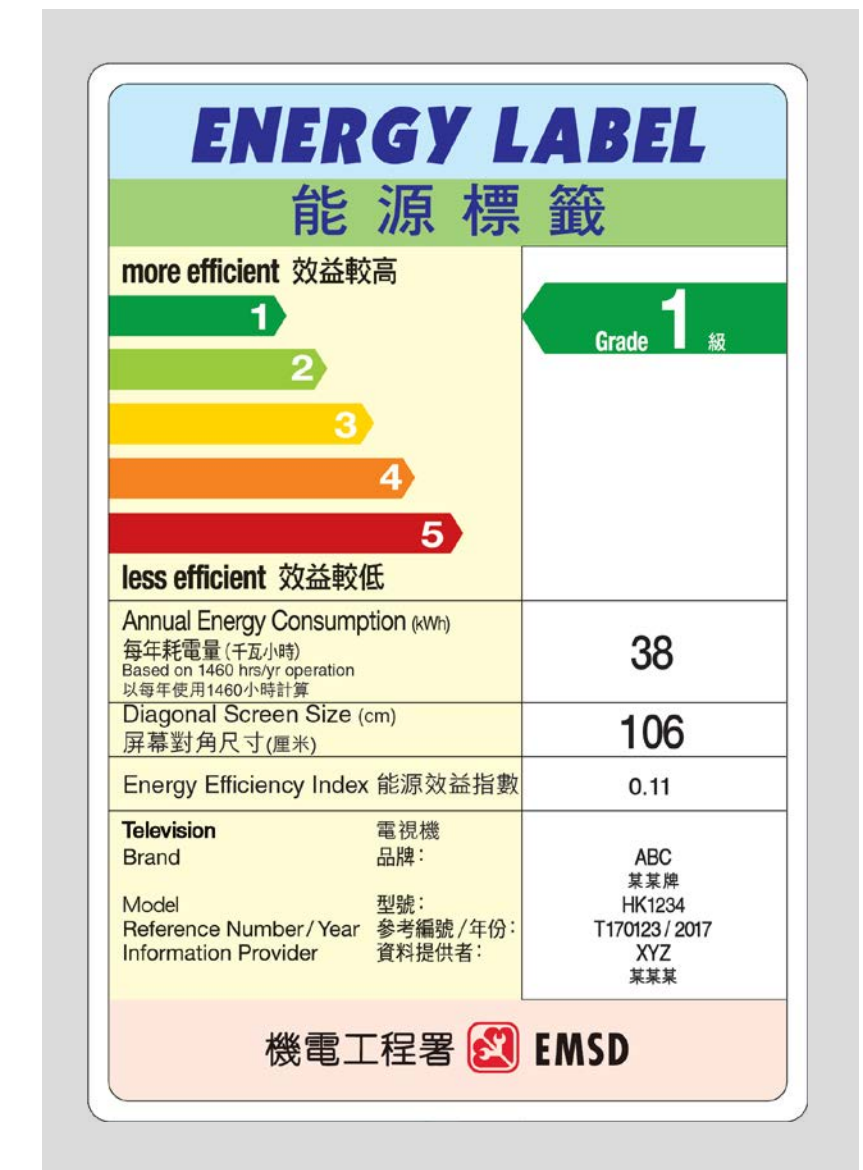 ENERGY LABEL
能源標籤
more efficient 效益較高
1
Grade 1 級
2
3
4
5
less efficient 效益較低
Annual Energy Consumption (kWh)
每年耗電量(千瓦小時)
Based on 1460 hrs/yr operation
以每年使用1460小時計算
38
Diagonal Screen Size (cm)
屏幕對角尺寸(厘米)
106
Energy Efficiency Index 能源效益指數 0.11
Television 電視機
Brand 品牌: ABC
某某牌
Model 型號: HK1234
Reference Number/Year 參考編號/年份: T170123/2017
Information Provider 資料提供者: XYZ
某某某
機電工程署 EMSD